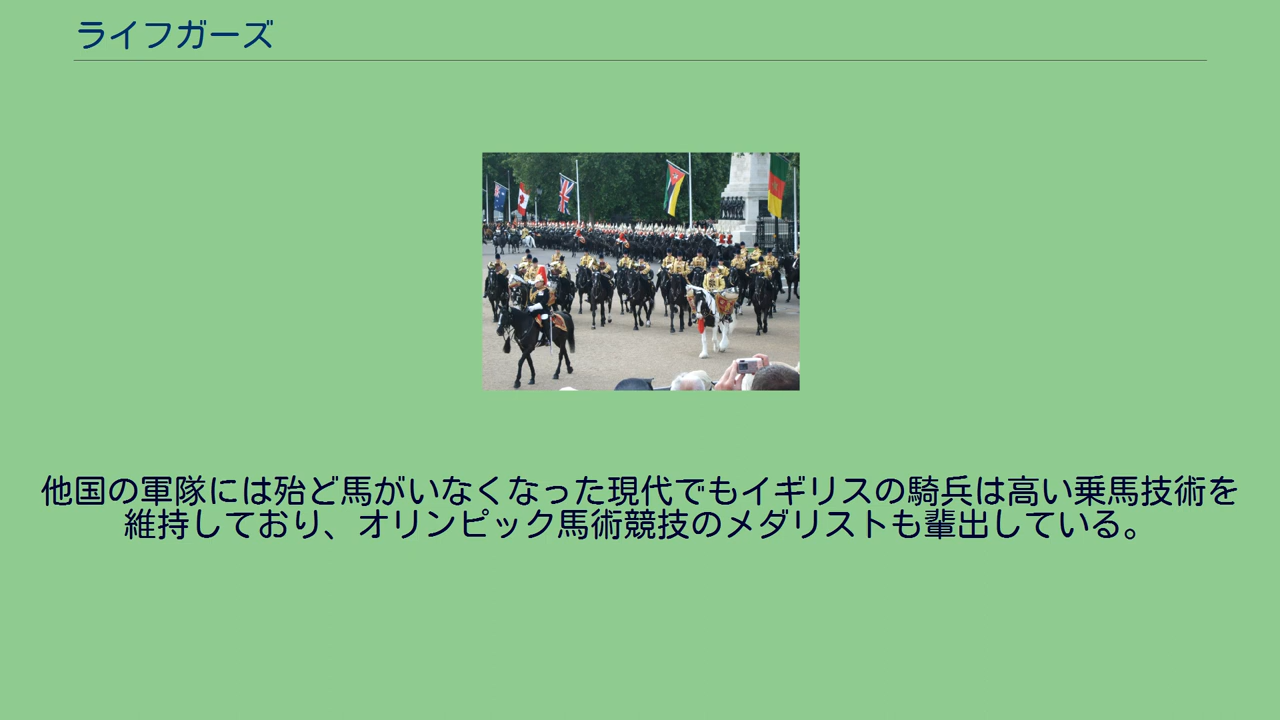 ライフガーズ
他国の軍隊には殆ど馬がいなくなった現代でもイギリスの騎兵は高い乗馬技術を
維持しており、オリンピック馬術競技のメダリストも輩出している。